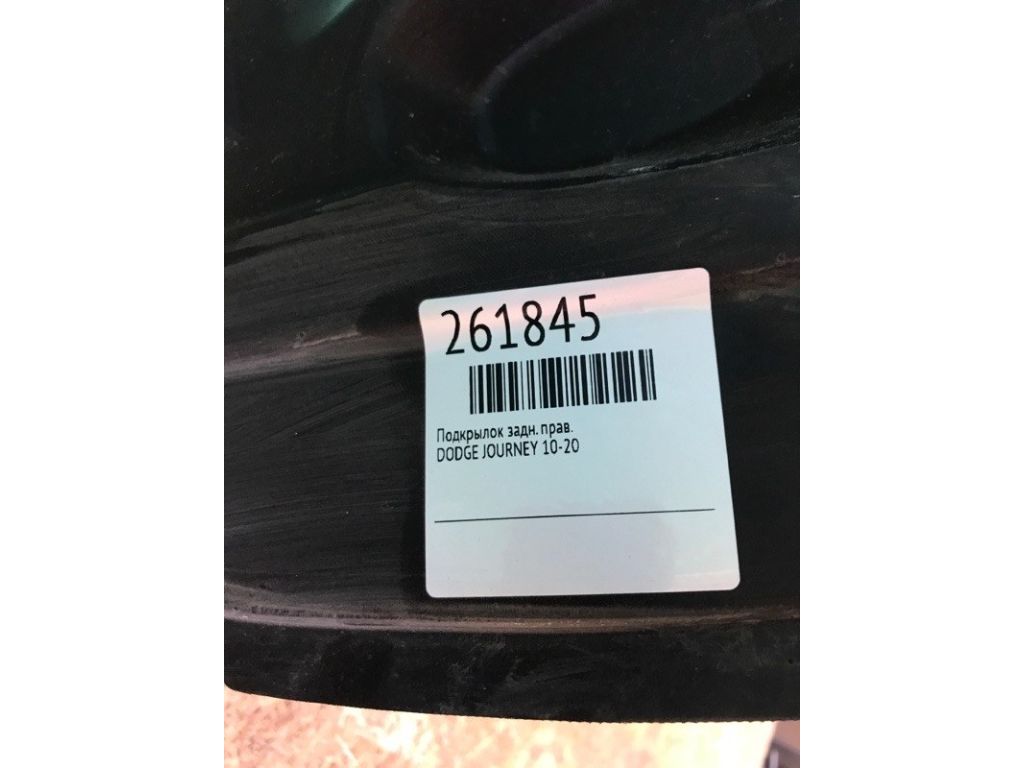 261845
Подкрылок задн. прав.
DODGE JOURNEY 10-20